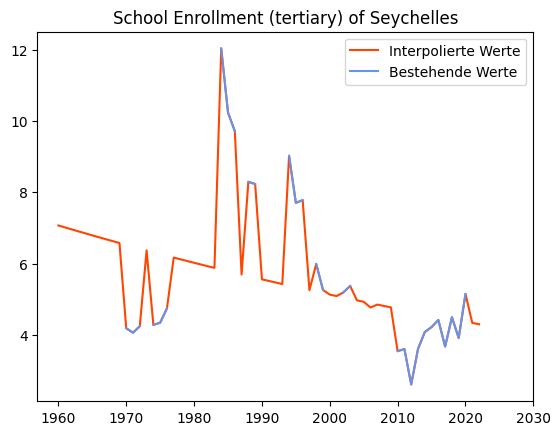 School Enrollment (tertiary) of Seychelles
Interpolierte Werte
Bestehende Werte
12
10
8
6
4
1960 1970 1980 1990 2000 2010 2020 2030